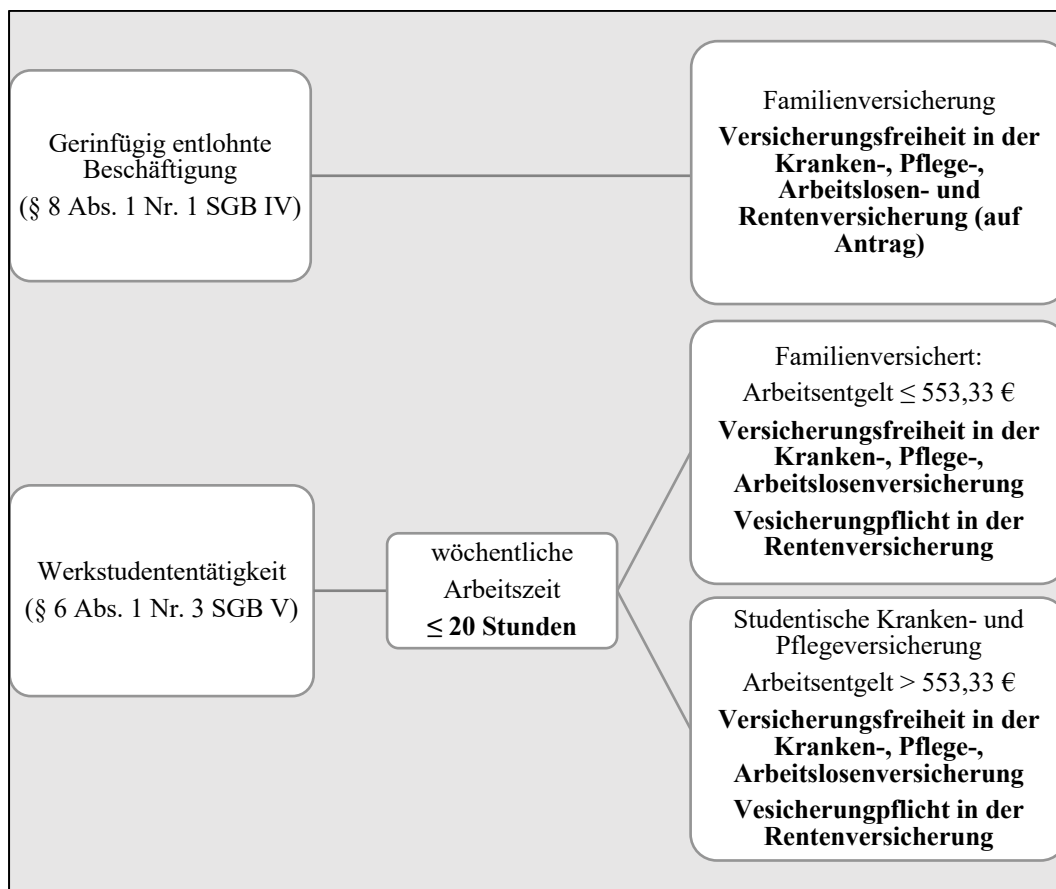 Gerinfügig entlohnte
Beschäftigung
(§ 8 Abs. 1 Nr. 1 SGB IV)
Familienversicherung
Versicherungsfreiheit in der
Kranken-, Pflege-,
Arbeitslosen- und
Rentenversicherung (auf
Antrag)
Werkstudententätigkeit
(§ 6 Abs. 1 Nr. 3 SGB V)
wöchentliche
Arbeitszeit
≤ 20 Stunden
Familienversichert:
Arbeitsentgelt ≤ 553,33 €
Versicherungsfreiheit in der
Kranken-, Pflege-,
Arbeitslosenversicherung
Vesicherungpflicht in der
Rentenversicherung
Studentische Kranken- und
Pflegeversicherung
Arbeitsentgelt > 553,33 €
Versicherungsfreiheit in der
Kranken-, Pflege-,
Arbeitslosenversicherung
Vesicherungpflicht in der
Rentenversicherung